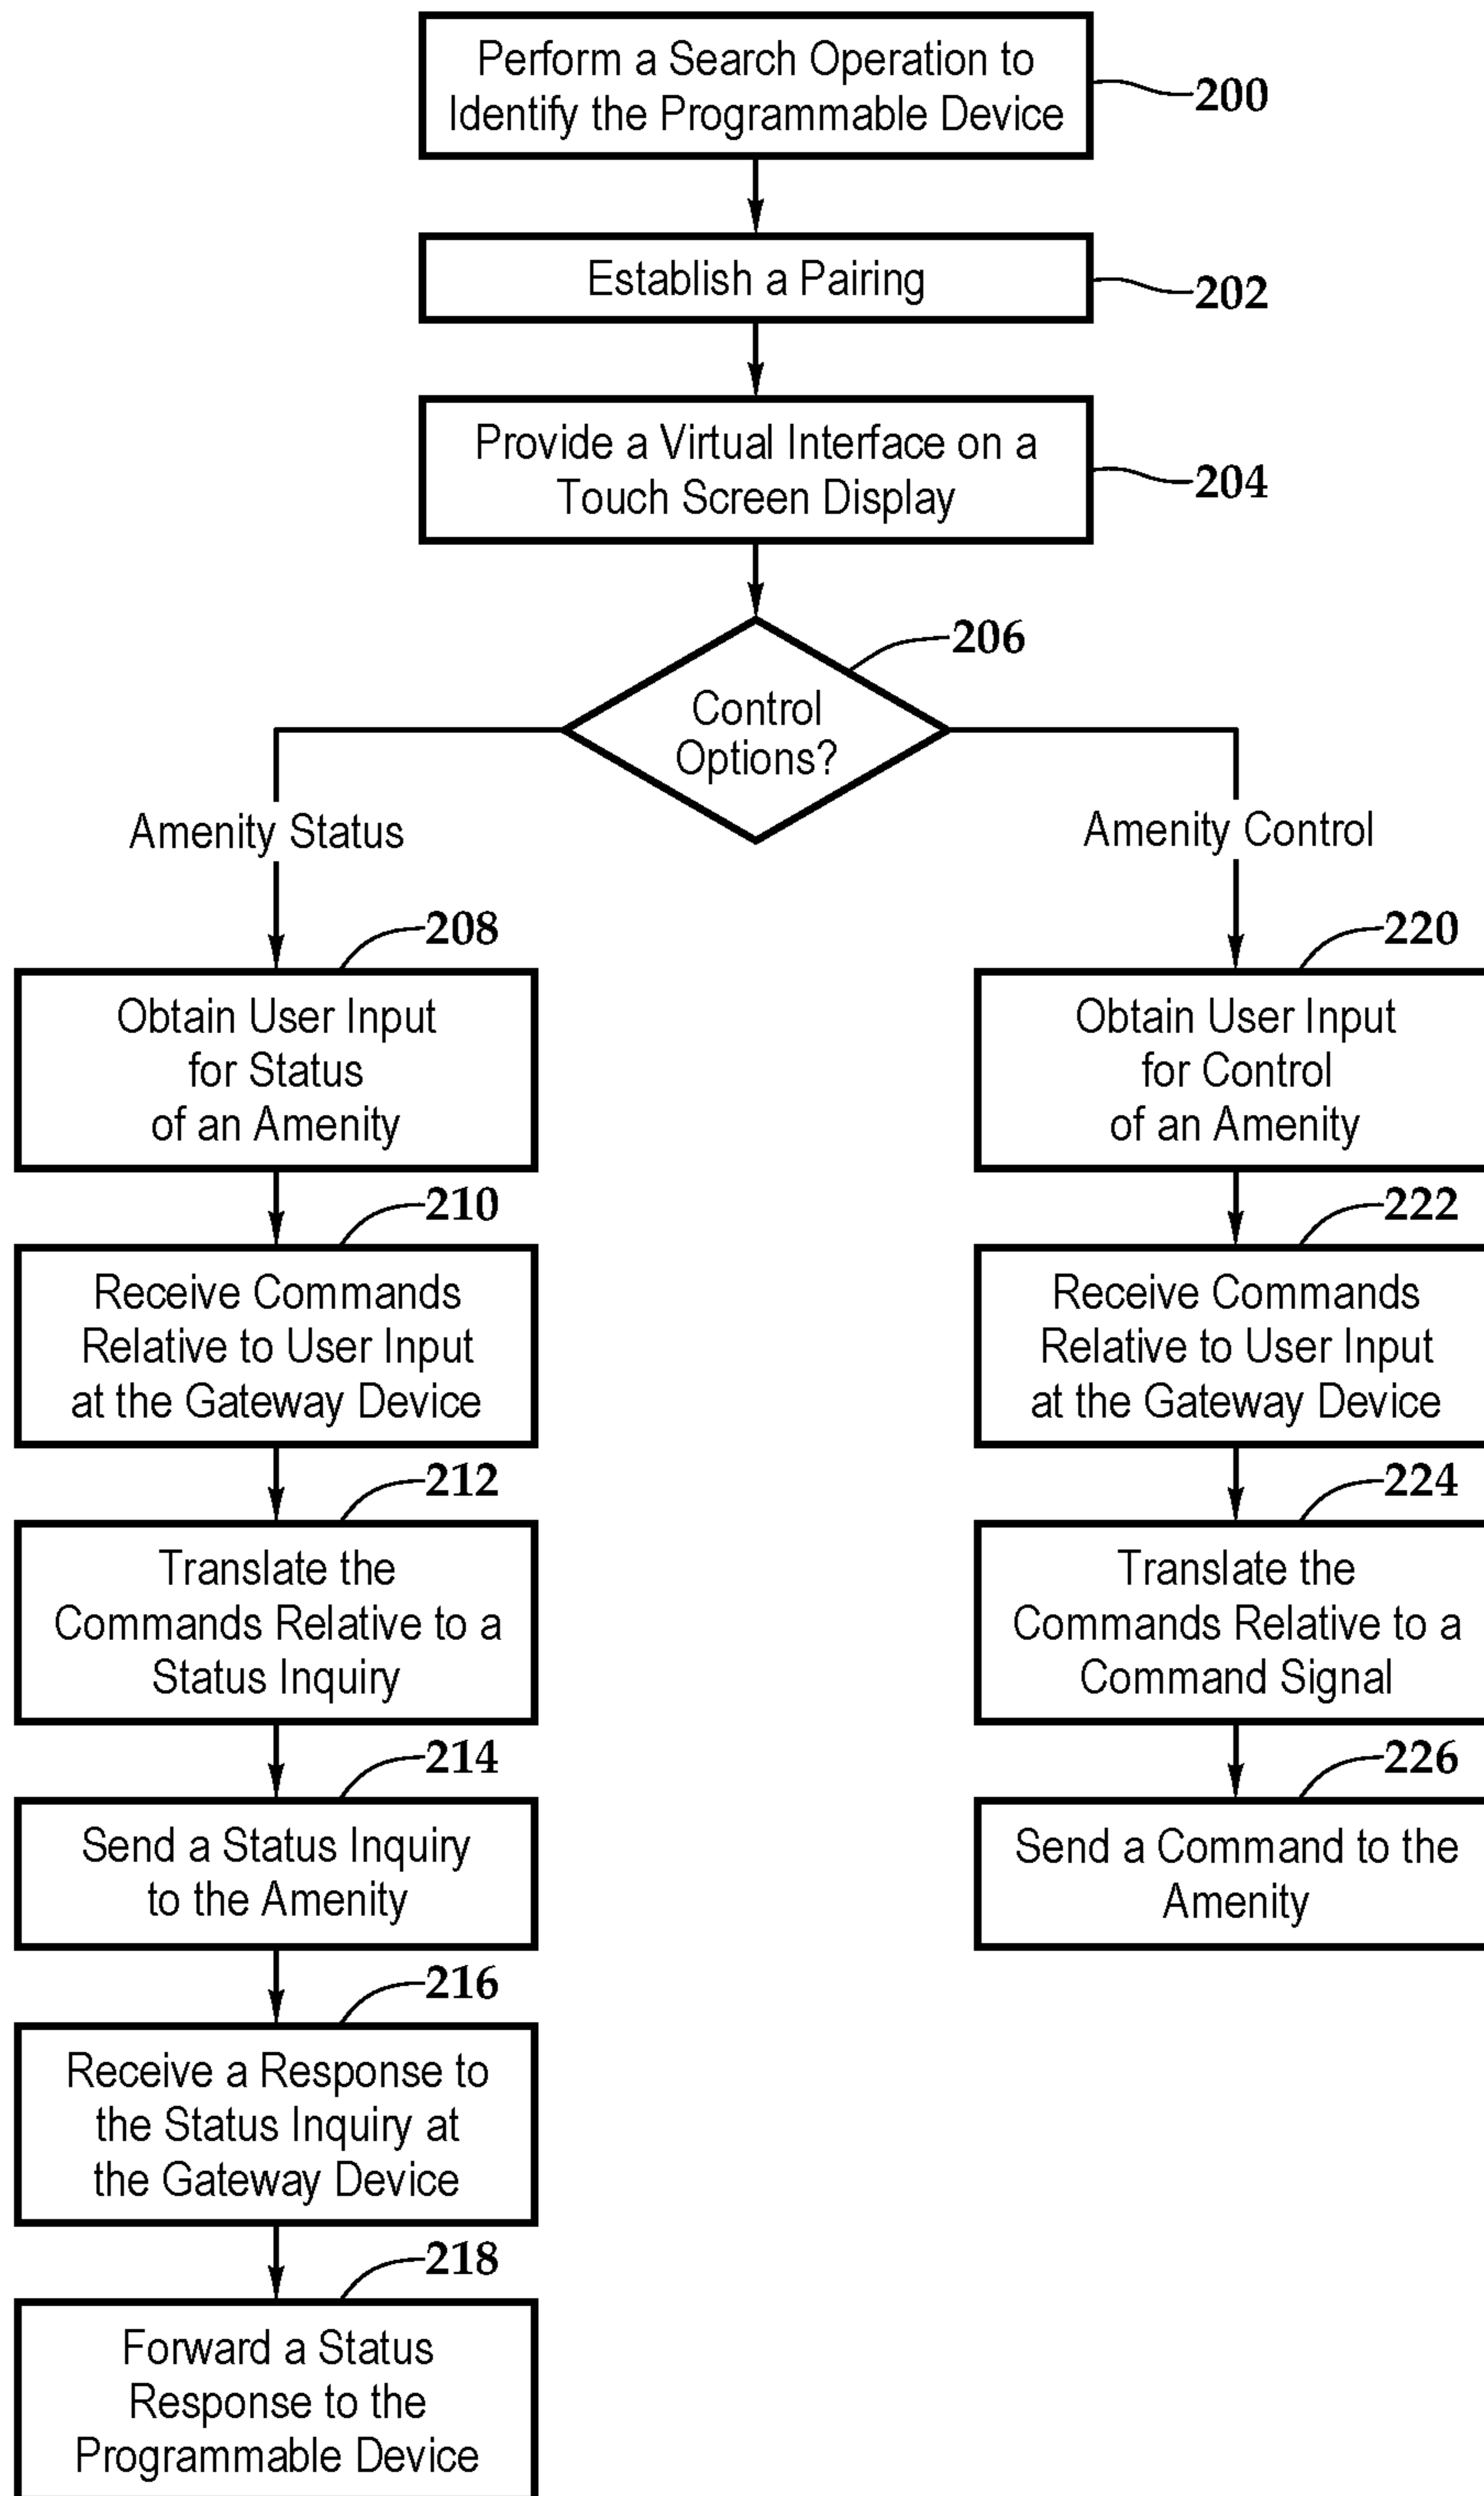 Perform a Search Operation to
Identify the Programmable Device
200
Establish a Pairing
202
Provide a Virtual Interface on a
Touch Screen Display
204
206
Control
Options?
Amenity Status
208
Obtain User Input
for Status
of an Amenity
210
Receive Commands
Relative to User Input
at the Gateway Device
212
Translate the
Commands Relative to a
Status Inquiry
214
Send a Status Inquiry
to the Amenity
216
Receive a Response to
the Status Inquiry at
the Gateway Device
218
Forward a Status
Response to the
Programmable Device
Amenity Control
220
Obtain User Input
for Control
of an Amenity
222
Receive Commands
Relative to User Input
at the Gateway Device
224
Translate the
Commands Relative to a
Command Signal
226
Send a Command to the
Amenity